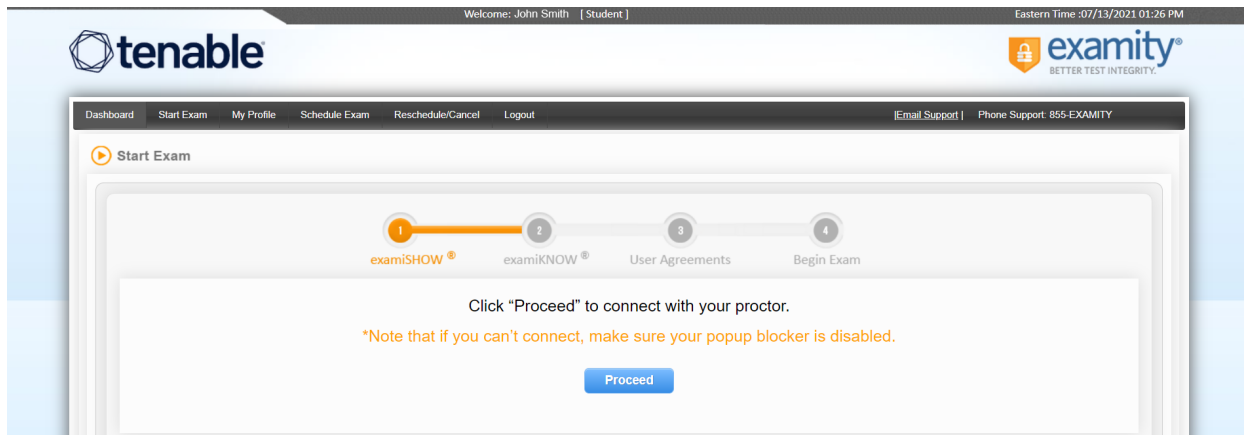 Welcome: John Smith [ Student ]
Eastern Time :07/13/2021 01:26 PM
tenable
examity®
BETTER TEST INTEGRITY.
Dashboard Start Exam My Profile Schedule Exam Reschedule/Cancel Logout |Email Support| Phone Support: 855-EXAMITY
Start Exam
1 2 3 4
examiSHOW ® examiKNOW ® User Agreements Begin Exam
Click “Proceed” to connect with your proctor.
*Note that if you can’t connect, make sure your popup blocker is disabled.
Proceed